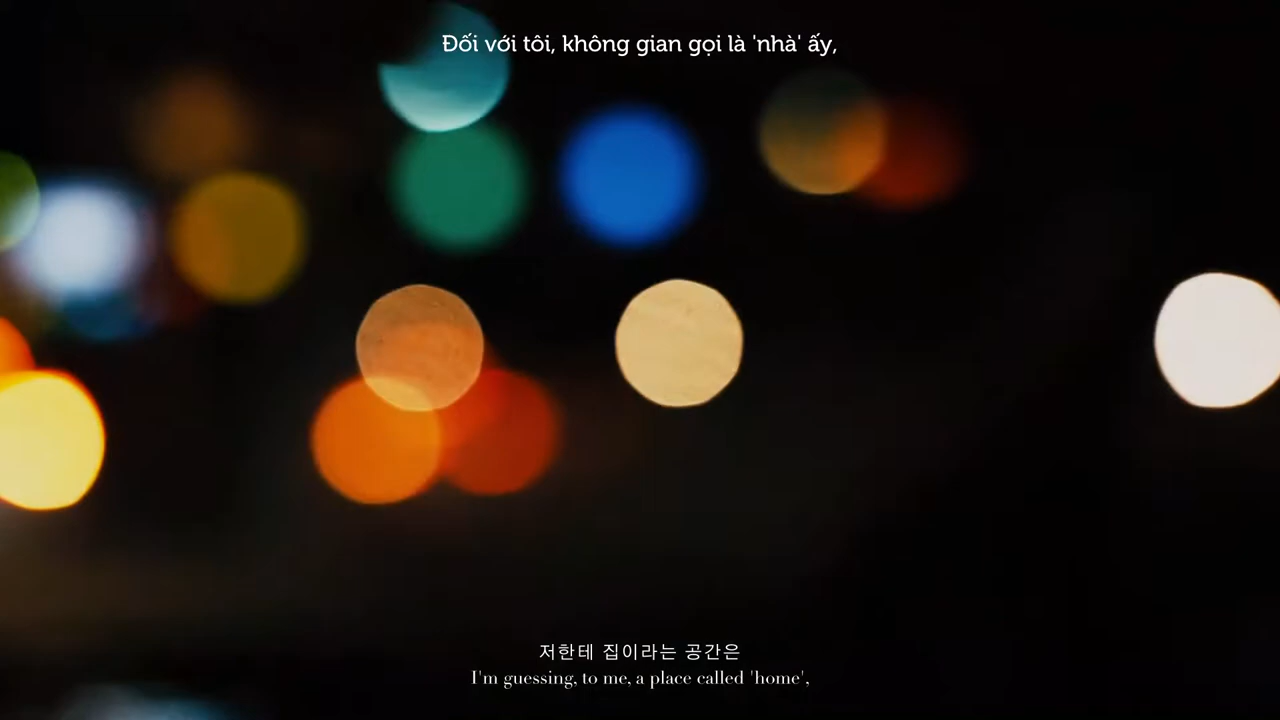 Đối với tôi, không gian gọi là 'nhà' ấy,
저한테 집이라는 공간은
I'm guessing, to me, a place called 'home',